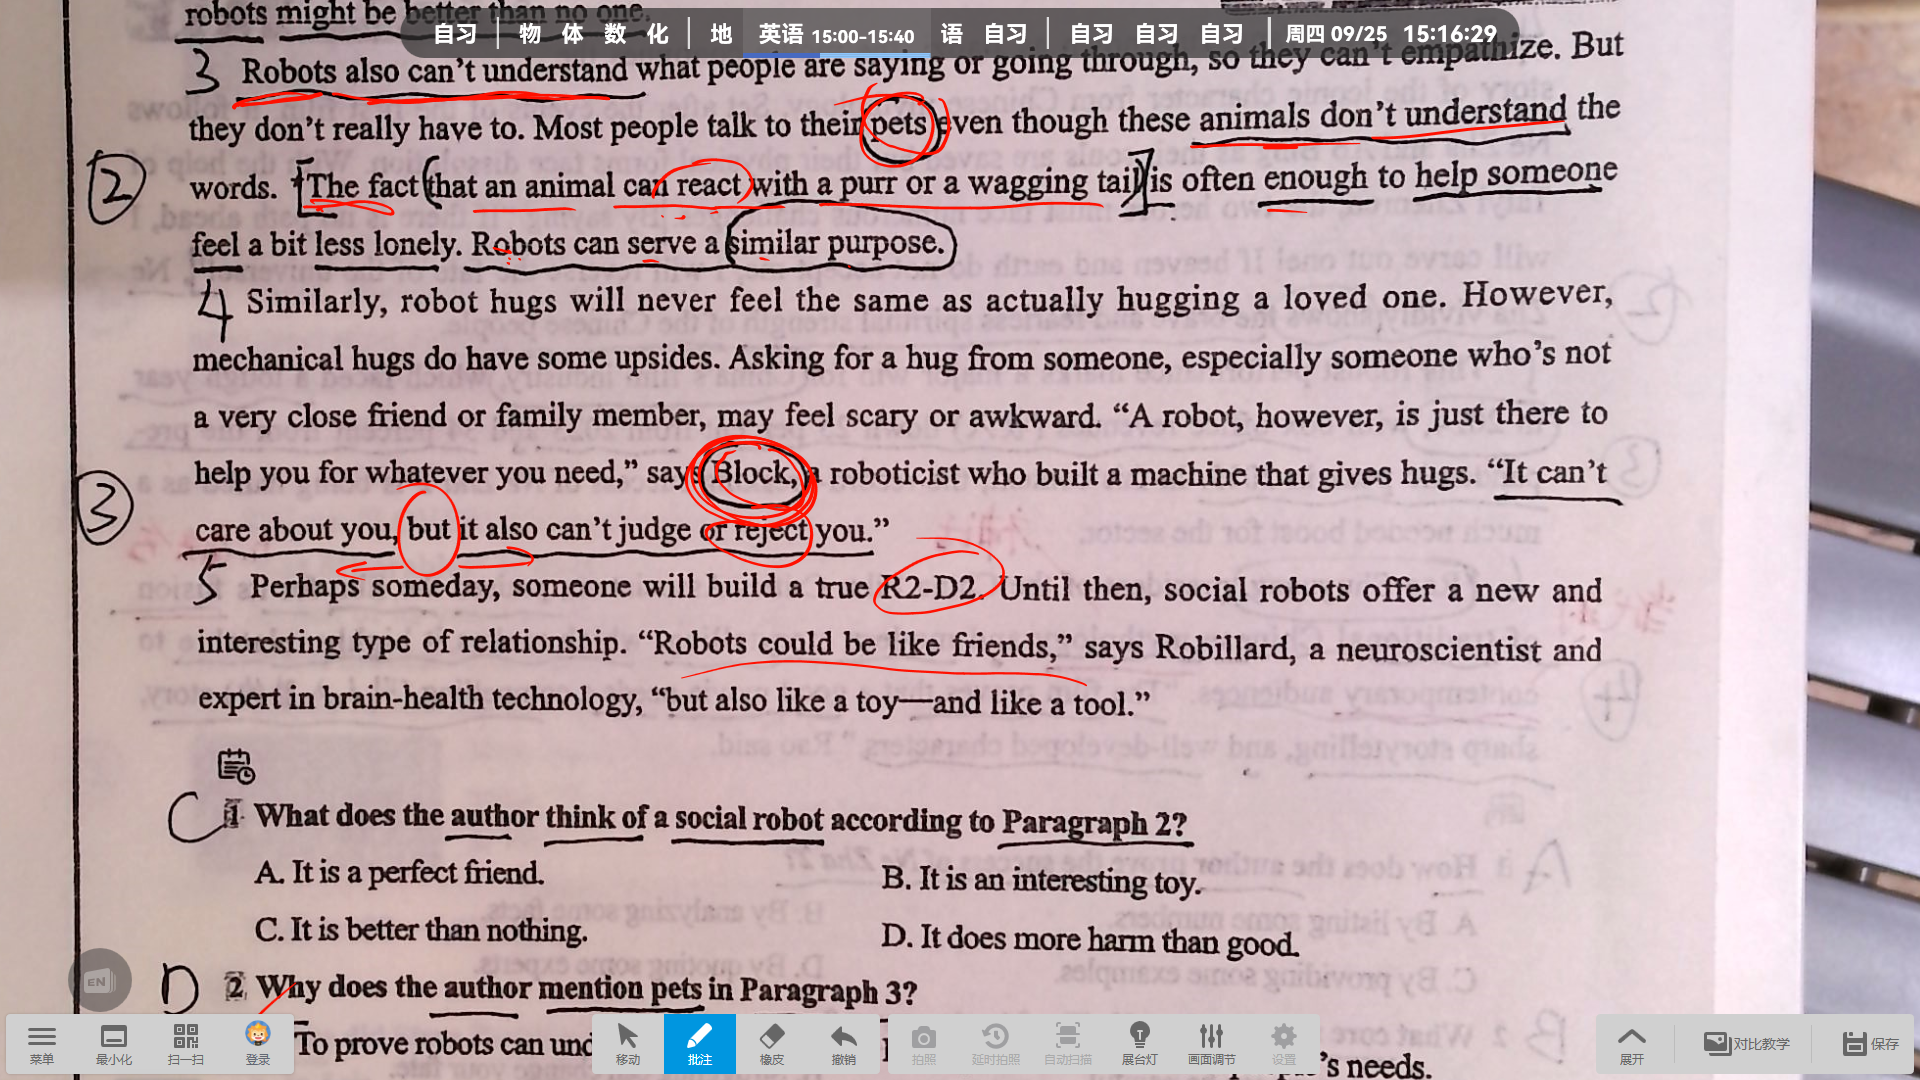 robots might be better than no one.
自习 物 体 数 化 地 英语 15:00-15:40 语 自习 自习 自习 自习 周四 09/25 15:16:29
3 Robots also can't understand what people are saying or going through, so they can't empathize. But
they don't really have to. Most people talk to their pets even though these animals don't understand the
② words. [The fact (that an animal can react with a purr or a wagging tail)] is often enough to help someone
feel a bit less lonely. Robots can serve a similar purpose.
4 Similarly, robot hugs will never feel the same as actually hugging a loved one. However,
mechanical hugs do have some upsides. Asking for a hug from someone, especially someone who's not
a very close friend or family member, may feel scary or awkward. “A robot, however, is just there to
help you for whatever you need,” says Block, a roboticist who built a machine that gives hugs. “It can't
③ care about you, but it also can't judge or reject you.”
5 Perhaps someday, someone will build a true R2-D2. Until then, social robots offer a new and
interesting type of relationship. “Robots could be like friends,” says Robillard, a neuroscientist and
expert in brain-health technology, “but also like a toy—and like a tool.”
C 1 What does the author think of a social robot according to Paragraph 2?
A. It is a perfect friend. B. It is an interesting toy.
C. It is better than nothing. D. It does more harm than good.
D 2 Why does the author mention pets in Paragraph 3?
To prove robots can 's needs.
EN
菜单 最小化 扫一扫 登录 移动 批注 橡皮 撤销 拍照 延时拍照 自动扫描 展台灯 画面调节 设置 展开 对比教学 保存